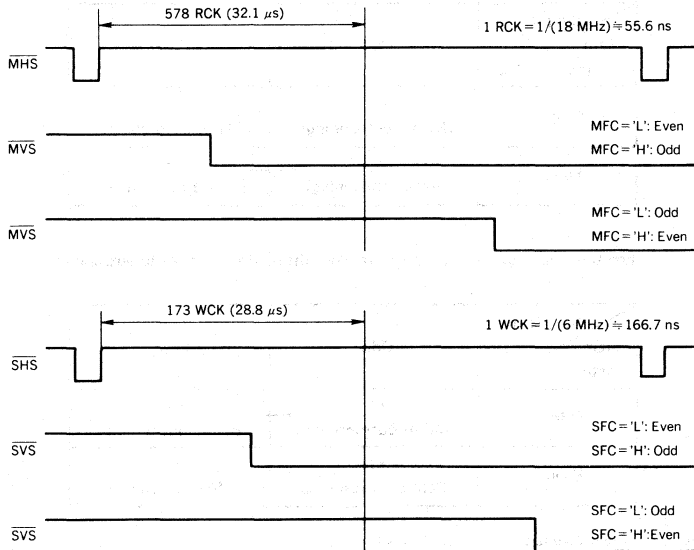 578 RCK (32.1 μs)
1 RCK=1/(18 MHz)≒55.6 ns
MHS
MVS
MFC='L': Even
MFC='H': Odd
MVS
MFC='L': Odd
MFC='H': Even
173 WCK (28.8 μs)
1 WCK=1/(6 MHz)≒166.7 ns
SHS
SVS
SFC='L': Even
SFC='H': Odd
SVS
SFC='L': Odd
SFC='H':Even